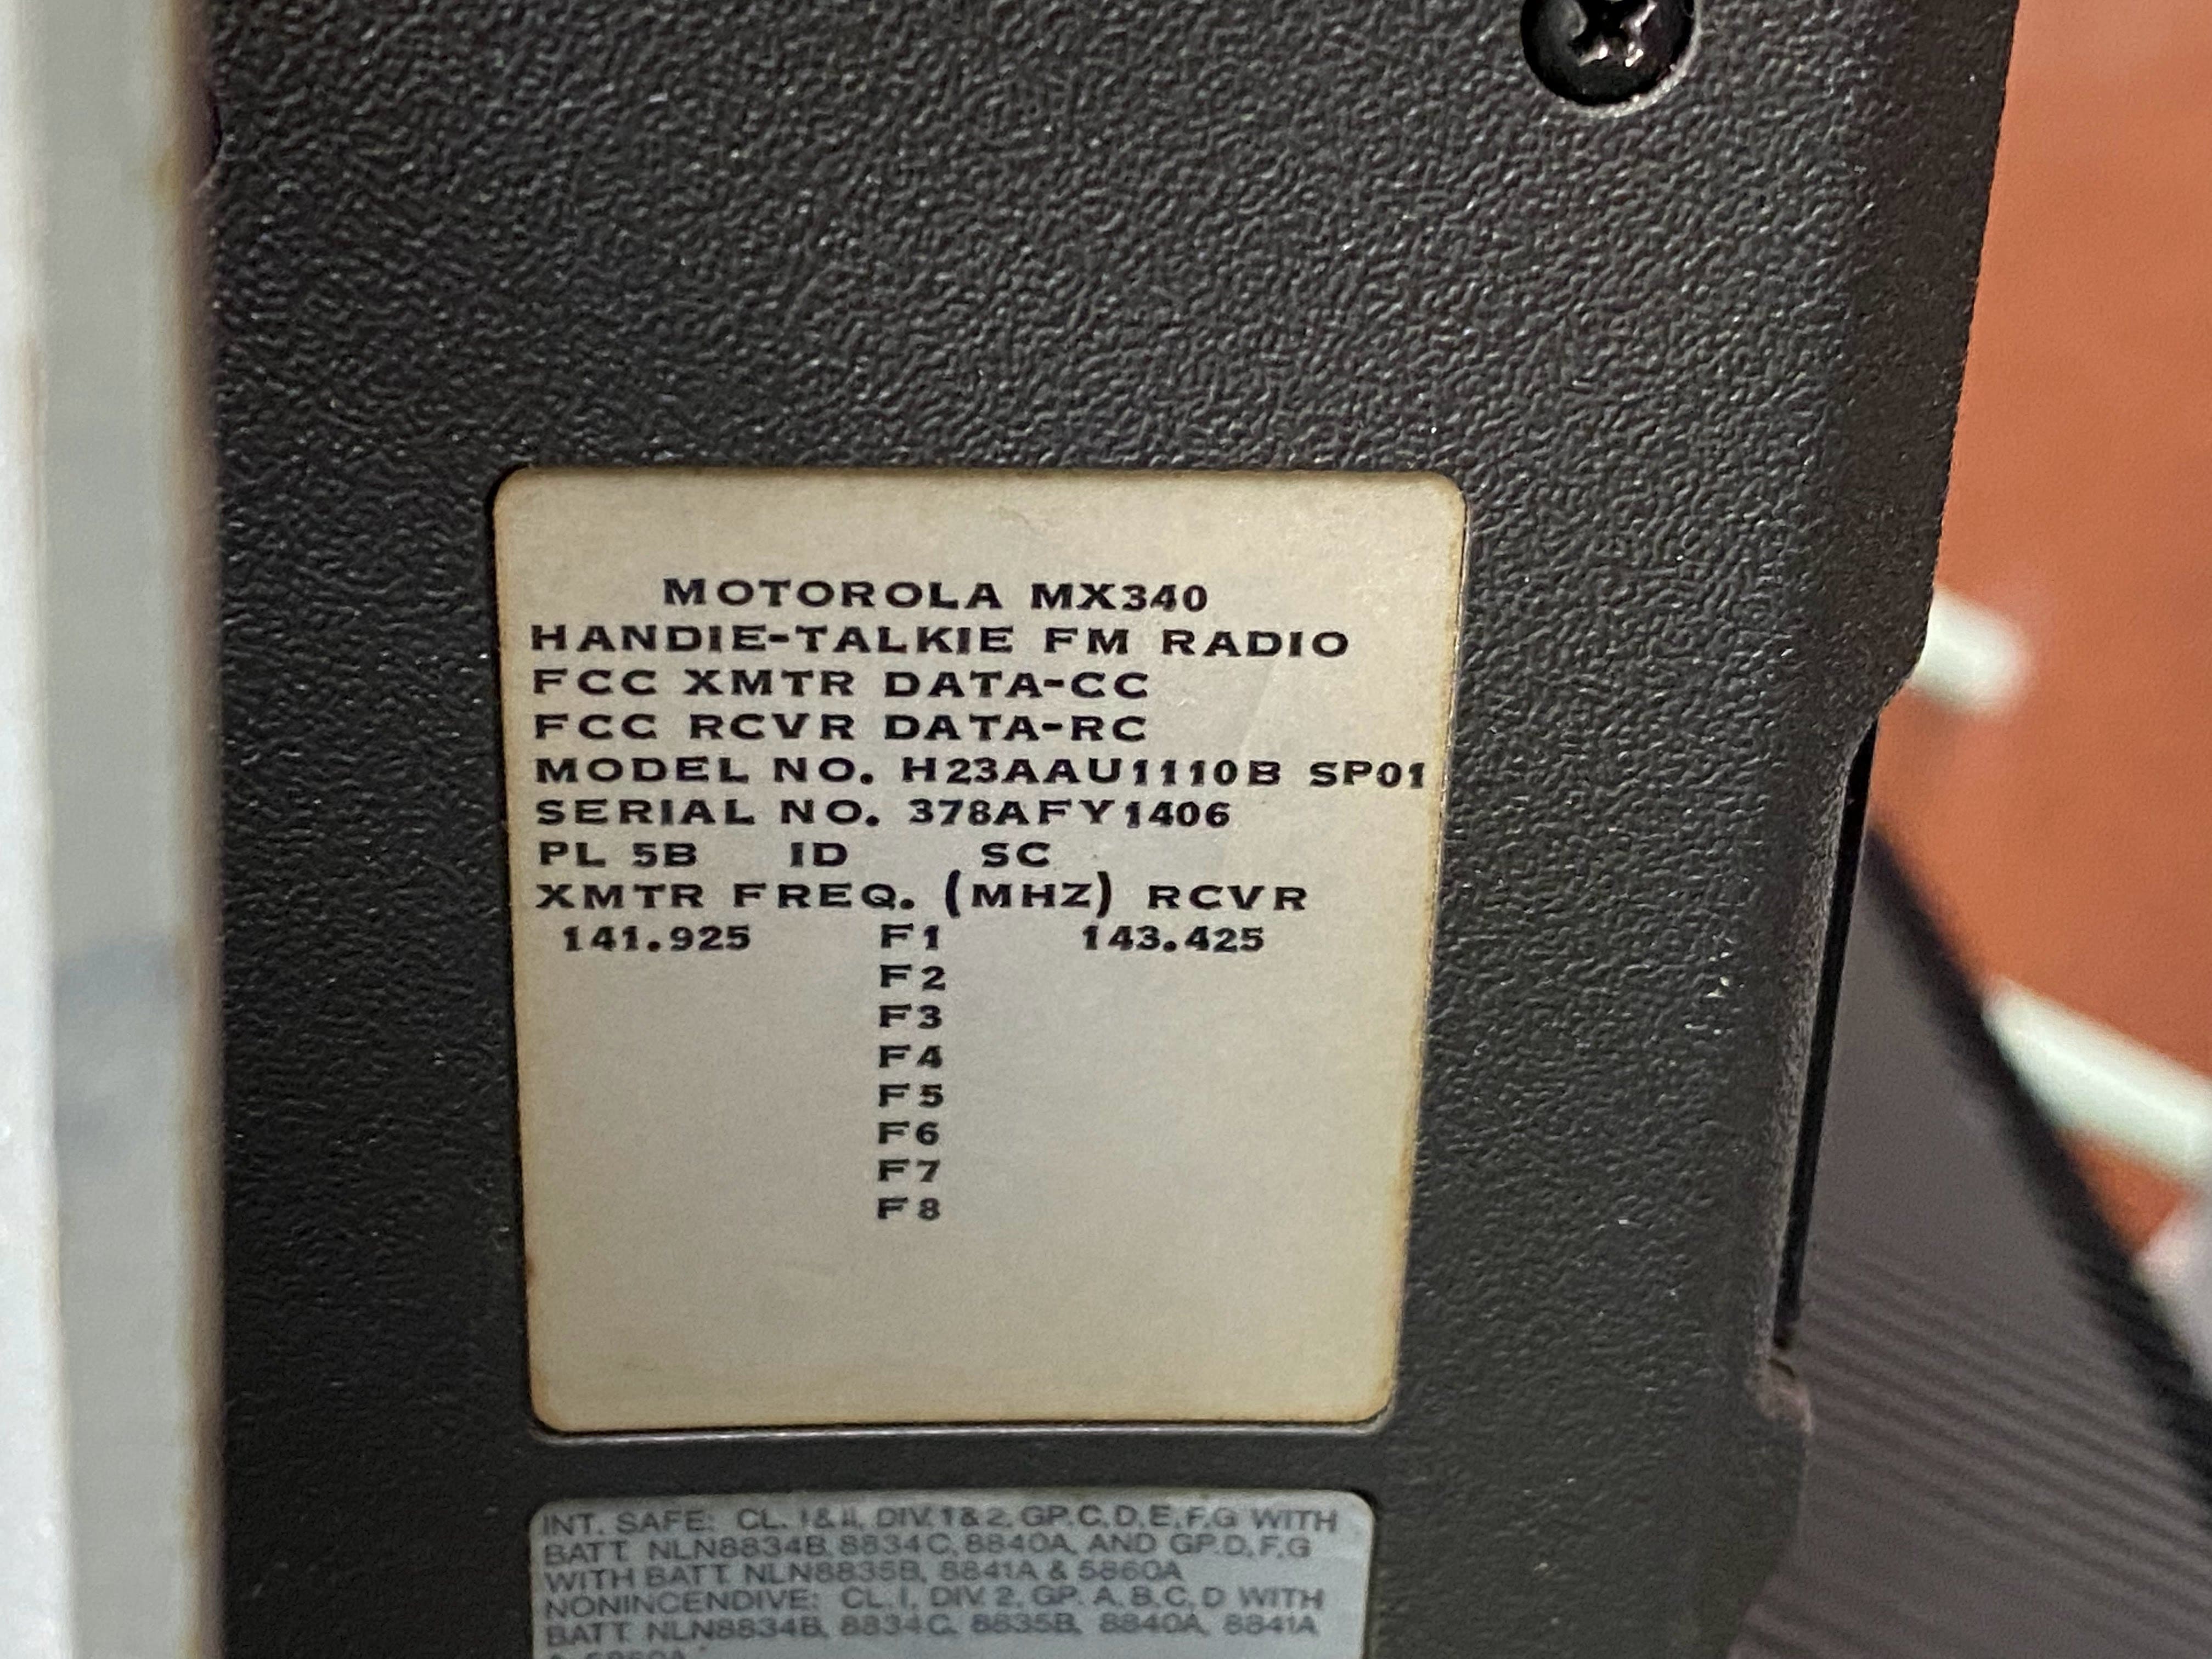 MOTOROLA MX340
HANDIE-TALKIE FM RADIO
FCC XMTR DATA-CC
FCC RCVR DATA-RC
MODEL NO. H23AAU1110B SP01
SERIAL NO. 378AFY1406
PL 5B ID SC
XMTR FREQ. (MHZ) RCVR
141.925 F1 143.425
F2
F3
F4
F5
F6
F7
F8
INT. SAFE: CL. I & II, DIV. 1 & 2, GP. C, D, E, F, G WITH
BATT. NLN8834B, 8834C, 8840A, AND GP. D, F, G
WITH BATT. NLN8835B, 8841A & 5860A
NONINCENDIVE: CL. I, DIV. 2, GP. A, B, C, D WITH
BATT. NLN8834B, 8834C, 8835B, 8840A, 8841A